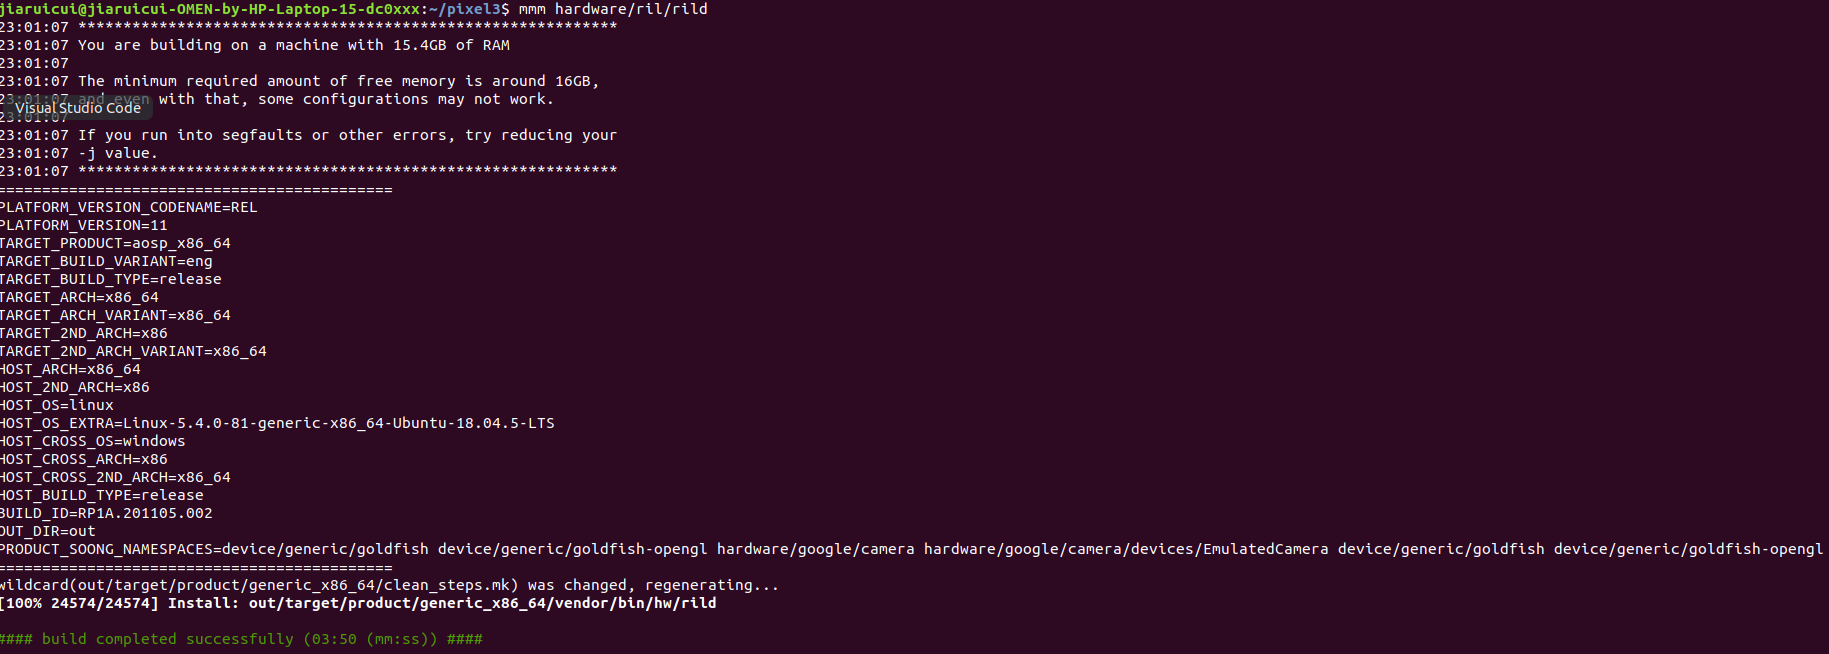 jiaruicui@jiaruicui-OMEN-by-HP-Laptop-15-dc0xxx:~/pixel3$ mmm hardware/ril/rild
23:01:07 ************************************************************
23:01:07 You are building on a machine with 15.4GB of RAM
23:01:07
23:01:07 The minimum required amount of free memory is around 16GB,
23:01:07 and even with that, some configurations may not work.
Visual Studio Code
23:01:07
23:01:07 If you run into segfaults or other errors, try reducing your
23:01:07 -j value.
23:01:07 ************************************************************
============================================
PLATFORM_VERSION_CODENAME=REL
PLATFORM_VERSION=11
TARGET_PRODUCT=aosp_x86_64
TARGET_BUILD_VARIANT=eng
TARGET_BUILD_TYPE=release
TARGET_ARCH=x86_64
TARGET_ARCH_VARIANT=x86_64
TARGET_2ND_ARCH=x86
TARGET_2ND_ARCH_VARIANT=x86_64
HOST_ARCH=x86_64
HOST_2ND_ARCH=x86
HOST_OS=linux
HOST_OS_EXTRA=Linux-5.4.0-81-generic-x86_64-Ubuntu-18.04.5-LTS
HOST_CROSS_OS=windows
HOST_CROSS_ARCH=x86
HOST_CROSS_2ND_ARCH=x86_64
HOST_BUILD_TYPE=release
BUILD_ID=RP1A.201105.002
OUT_DIR=out
PRODUCT_SOONG_NAMESPACES=device/generic/goldfish device/generic/goldfish-opengl hardware/google/camera hardware/google/camera/devices/EmulatedCamera device/generic/goldfish device/generic/goldfish-opengl
============================================
wildcard(out/target/product/generic_x86_64/clean_steps.mk) was changed, regenerating...
[100% 24574/24574] Install: out/target/product/generic_x86_64/vendor/bin/hw/rild
#### build completed successfully (03:50 (mm:ss)) ####